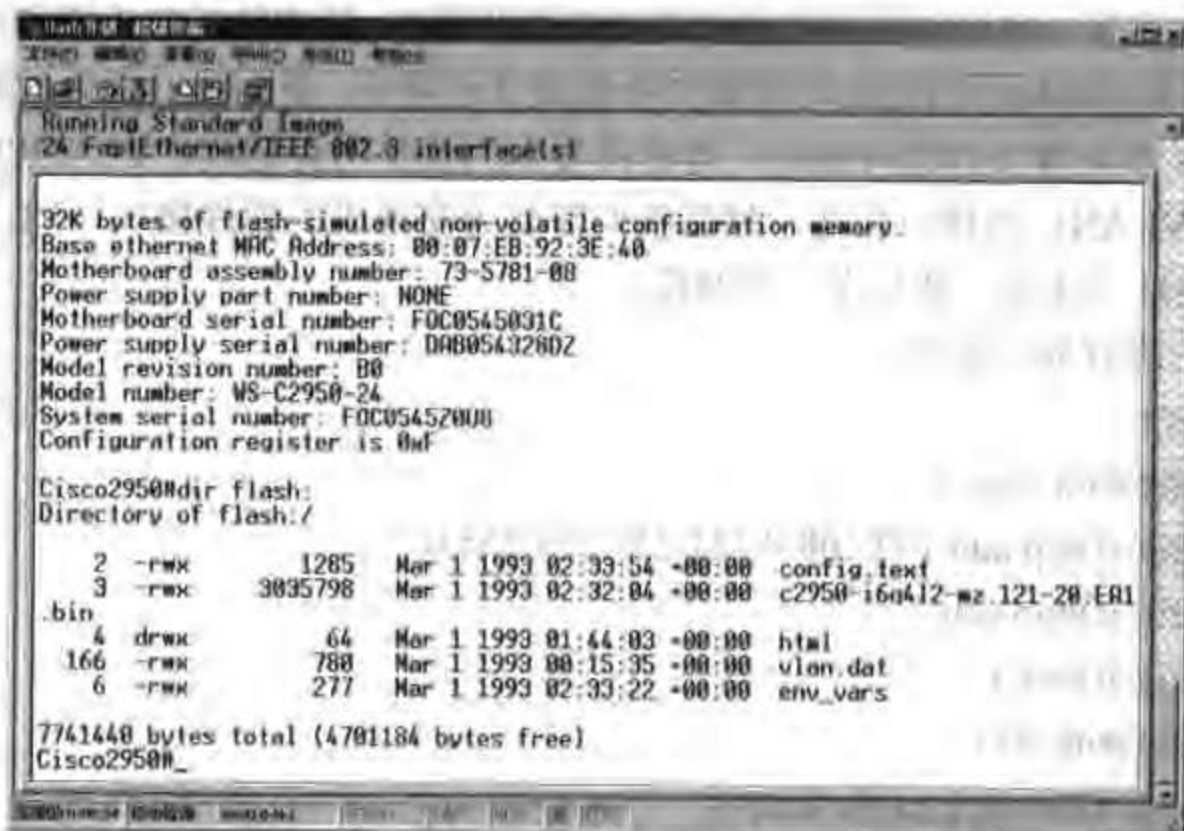 Running Standard Image
24 FastEthernet/IEEE 802.3 interface(s)
32K bytes of flash-simulated non-volatile configuration memory.
Base ethernet MAC Address: 00:07:EB:92:3E:40
Motherboard assembly number: 73-5781-08
Power supply part number: NONE
Motherboard serial number: FOC0545031C
Power supply serial number: DAB054328DZ
Model revision number: B0
Model number: WS-C2950-24
System serial number:
Configuration register is 0xF
Cisco2950#dir flash:
Directory of flash:/
2 -rwx 1285 Mar 1 1993 02:33:54 +00:00 config.text
3 -rwx 3035798 Mar 1 1993 02:32:04 +00:00 c2950-i6q4l2-mz.121-20.EA1
.bin
4 drwx 64 Mar 1 1993 01:44:03 +00:00 html
166 -rwx 780 Mar 1 1993 00:15:35 +00:00 vlan.dat
6 -rwx 277 Mar 1 1993 02:33:22 +00:00 env_vars
7741440 bytes total (4701184 bytes free)
Cisco2950#_